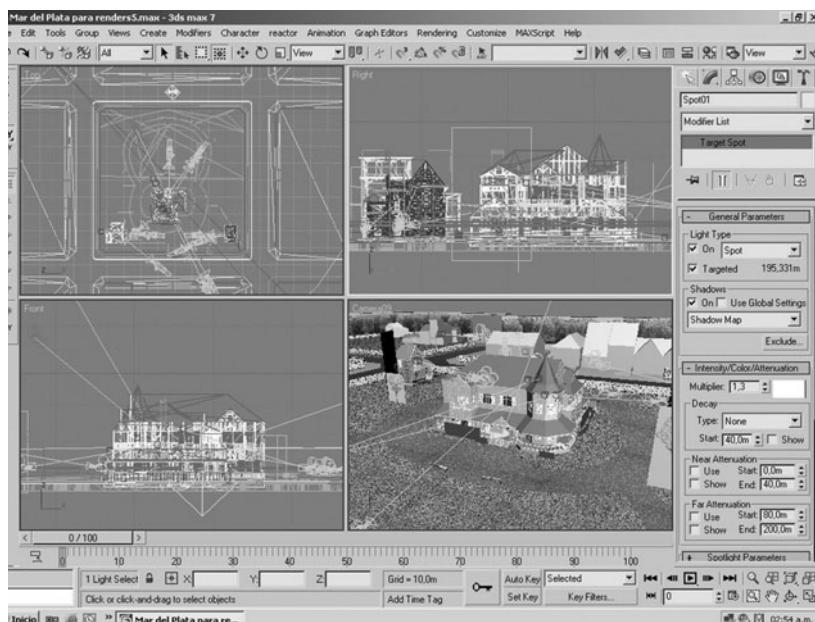 Mar del Plata para renders5.max - 3ds max 7
Edit Tools Group Views Create Modifiers Character reactor Animation Graph Editors Rendering Customize MAXScript Help
All View View
Top Right
Front Camera09
Spot01
Modifier List
Target Spot
- General Parameters
Light Type
On Spot
Targeted 195,331m
Shadows
On Use Global Settings
Shadow Map
Exclude...
- Intensity/Color/Attenuation
Multiplier: 1,3
Decay
Type: None
Start: 40,0m Show
Near Attenuation
Use Start: 0,0m
Show End: 40,0m
Far Attenuation
Use Start: 80,0m
Show End: 200,0m
+ Spotlight Parameters
< 0 / 100 >
0 10 20 30 40 50 60 70 80 90 100
1 Light Select X: Y: Z: Grid = 10,0m Auto Key Selected
Click or click-and-drag to select objects Add Time Tag Set Key Key Filters... 0
Inicio » Mar del Plata para re... 02:54 a.m.